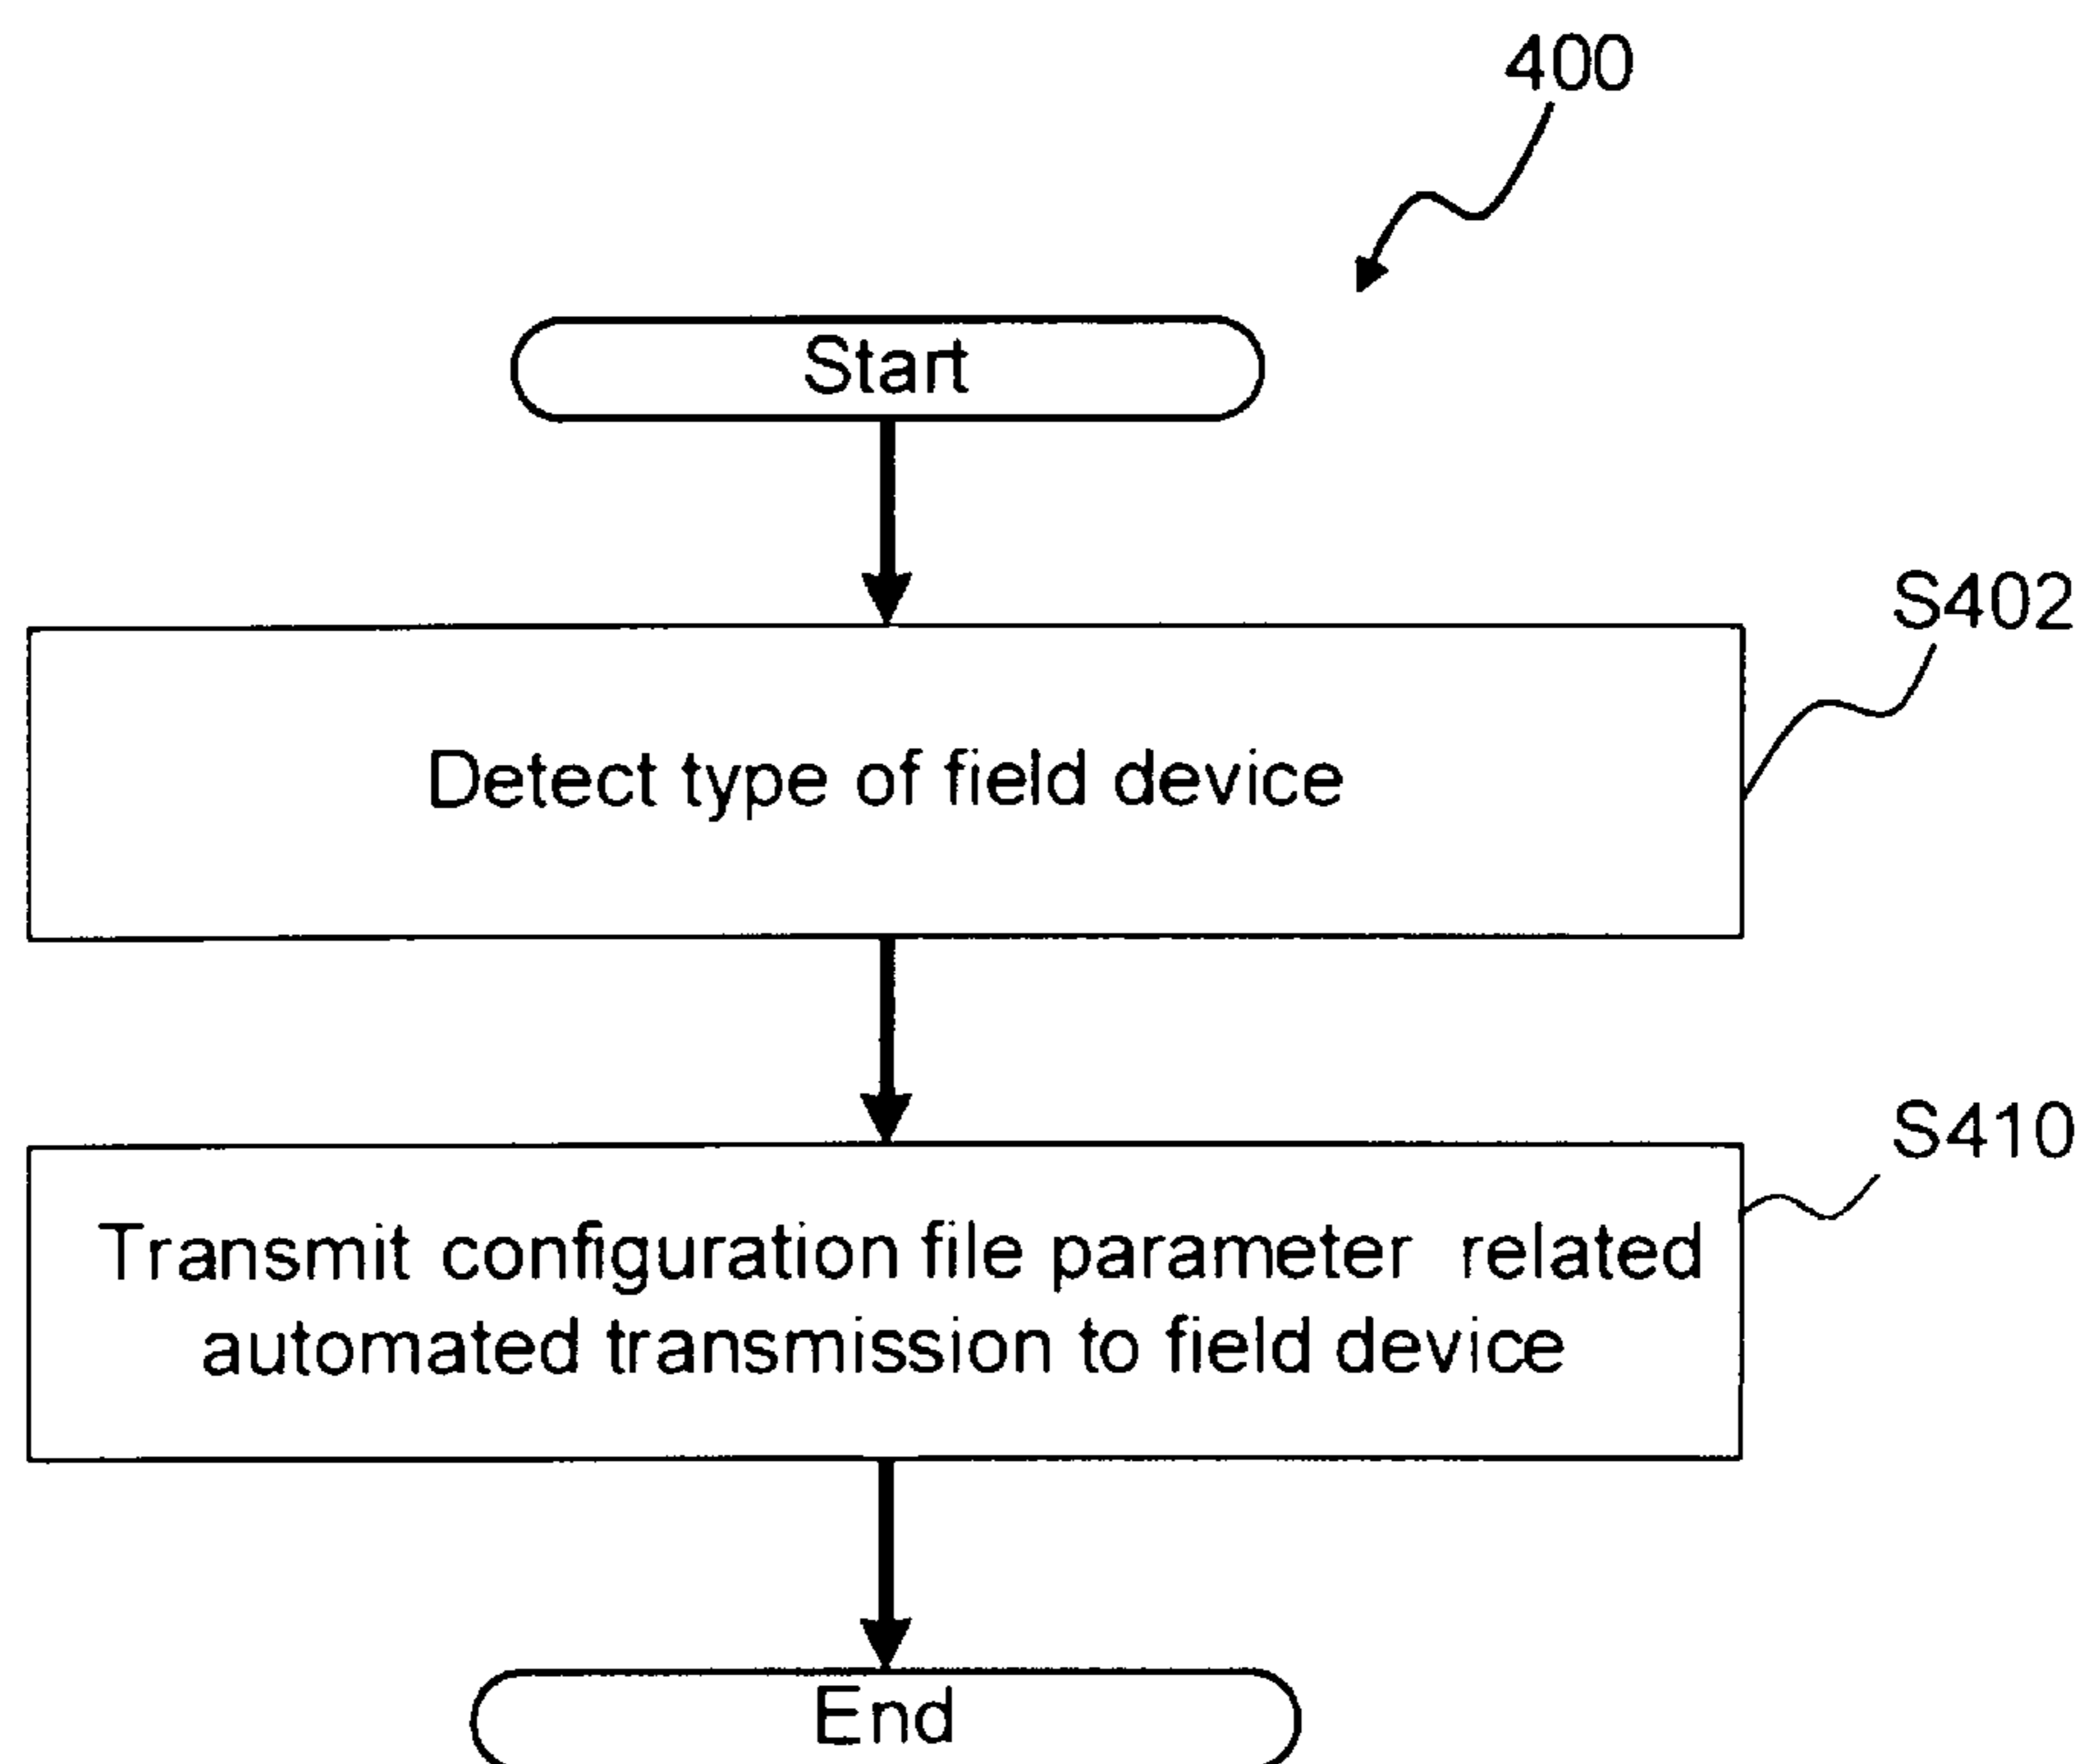 400
Start
S402
Detect type of field device
S410
Transmit configuration file parameter related
automated transmission to field device
End